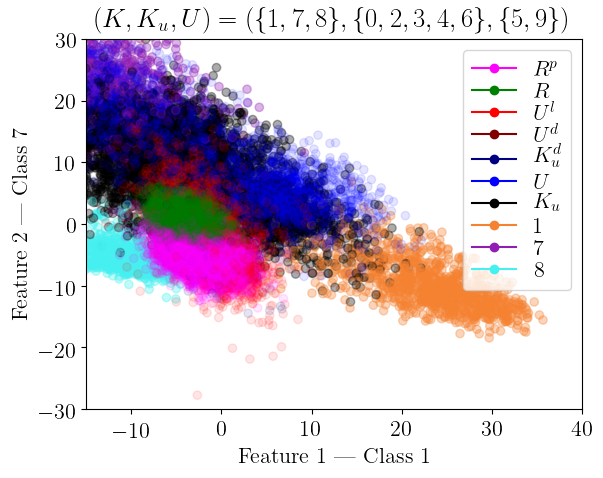 (K, K_u, U) = ({1, 7, 8}, {0, 2, 3, 4, 6}, {5, 9})
30
20
10
0
−10
−20
−30
Feature 2 — Class 7
R^p
R
U^l
U^d
K_u^d
U
K_u
1
7
8
−10
0
10
20
30
40
Feature 1 — Class 1